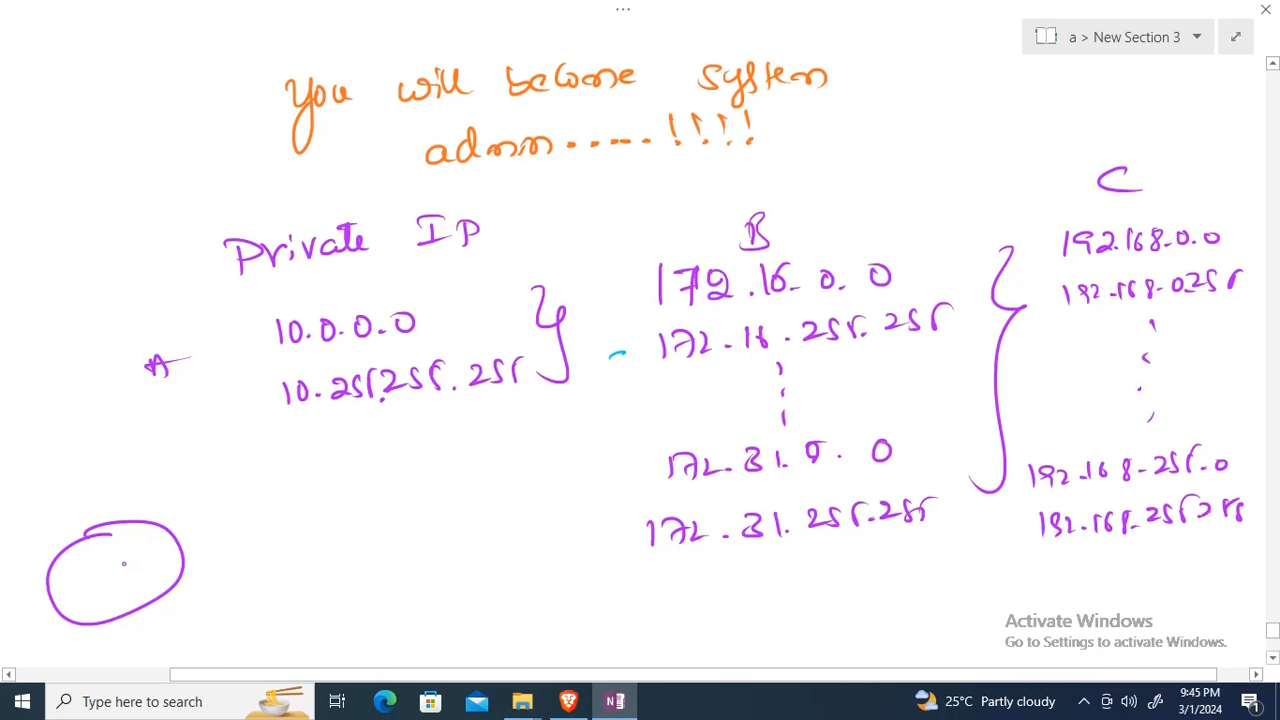 a > New Section 3
You will become system
admin.....!!!!
Private IP
A
10.0.0.0
10.255.255.255
B
172.16.0.0
172.16.255.255
172.31.0.0
172.31.255.255
C
192.168.0.0
192.168.0.255
192.168.255.0
192.168.255.255
Activate Windows
Go to Settings to activate Windows.
Type here to search
25°C Partly cloudy
9:45 PM
3/1/2024
1